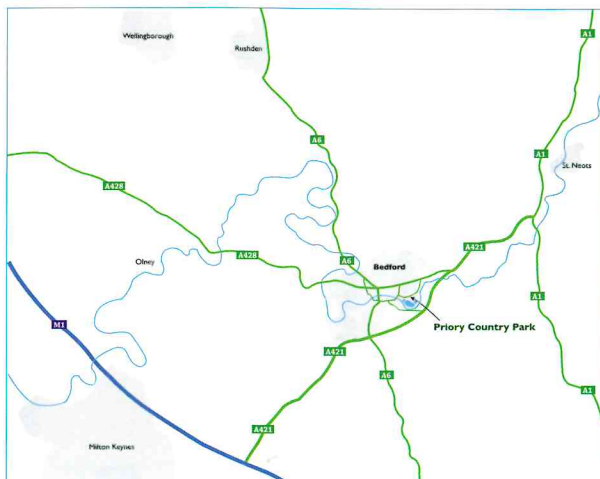 Wellingborough
Rushden
A1
A6
A1
St. Neots
A428
A421
Olney
A428
A6
Bedford
A1
M1
Priory Country Park
A421
A6
A1
A421
Milton Keynes